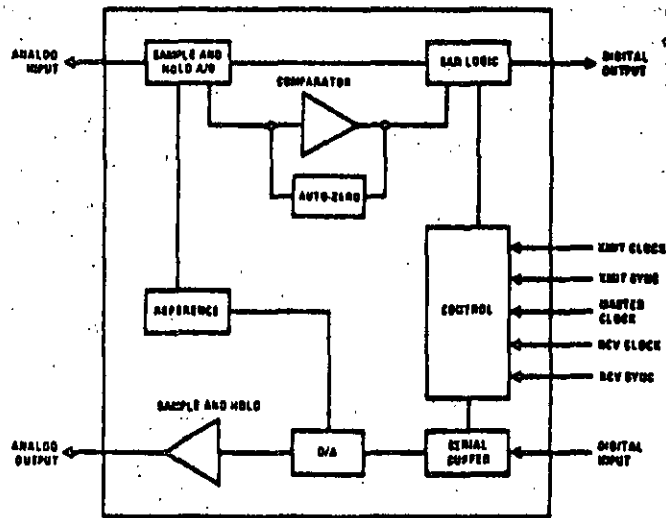 ANALOG
INPUT
SAMPLE AND
HOLD A/D
SAR LOGIC
DIGITAL
OUTPUT
COMPARATOR
AUTO-ZERO
XMIT CLOCK
XMIT SYNC
MASTER
CLOCK
RCV CLOCK
RCV SYNC
REFERENCE
CONTROL
SAMPLE AND HOLD
ANALOG
OUTPUT
D/A
SERIAL
BUFFER
DIGITAL
INPUT